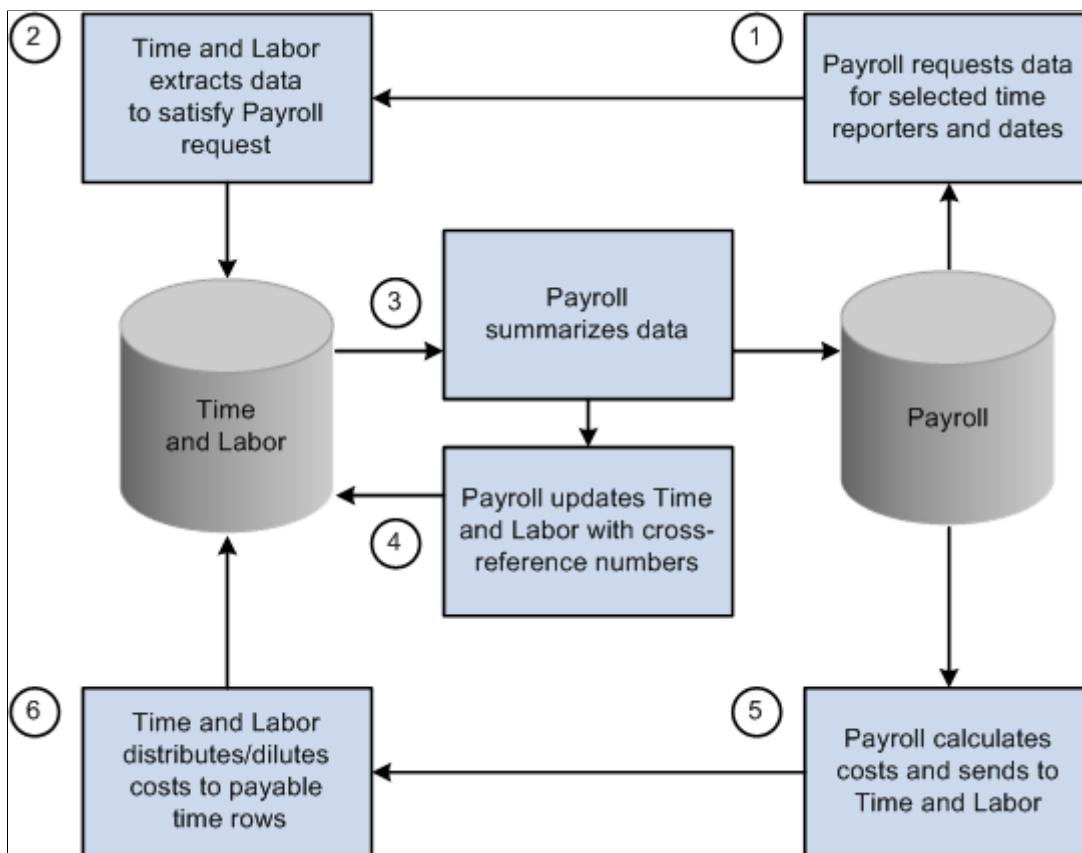 2
Time and Labor
extracts data
to satisfy Payroll
request
1
Payroll requests data
for selected time
reporters and dates
3
Payroll
summarizes data
Time
and Labor
Payroll
4
Payroll updates Time
and Labor with cross-
reference numbers
6
Time and Labor
distributes/dilutes
costs to payable
time rows
5
Payroll calculates
costs and sends to
Time and Labor